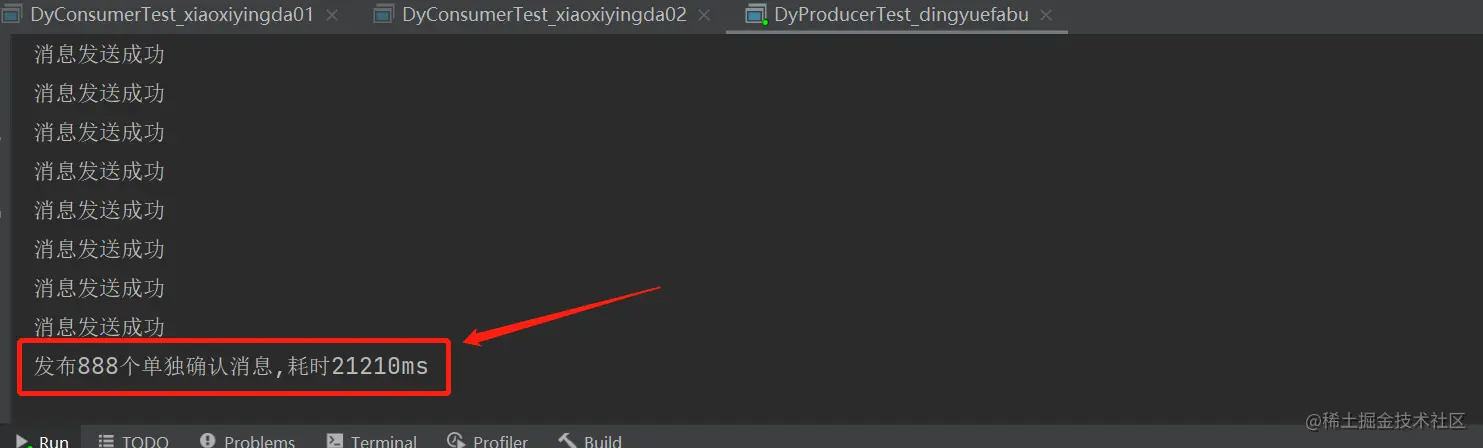 DyConsumerTest_xiaoxiyingda01 DyConsumerTest_xiaoxiyingda02 DyProducerTest_dingyuefabu
消息发送成功
消息发送成功
消息发送成功
消息发送成功
消息发送成功
消息发送成功
消息发送成功
消息发送成功
发布888个单独确认消息,耗时21210ms
@稀土掘金技术社区
Run TODO Problems Terminal Profiler Build